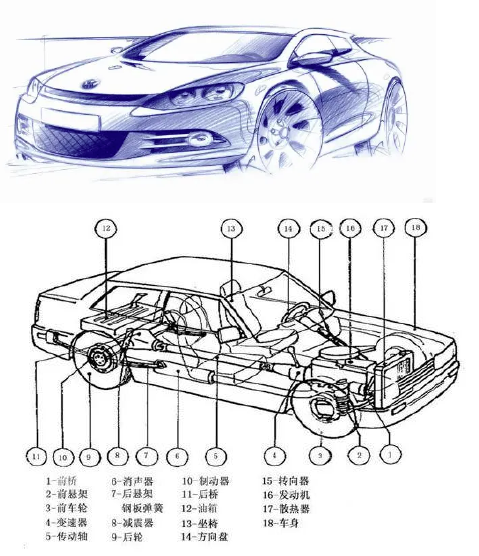 12 13 14 15 16 17 18
11 10 9 8 7 6 5 4 3 2 1
1-前桥 6-消声器 10-制动器 15-转向器
2-前悬架 7-后悬架 11-后桥 16-发动机
3-前车轮 钢板弹簧 12-油箱 17-散热器
4-变速器 8-减震器 13-坐椅 18-车身
5-传动轴 9-后轮 14-方向盘